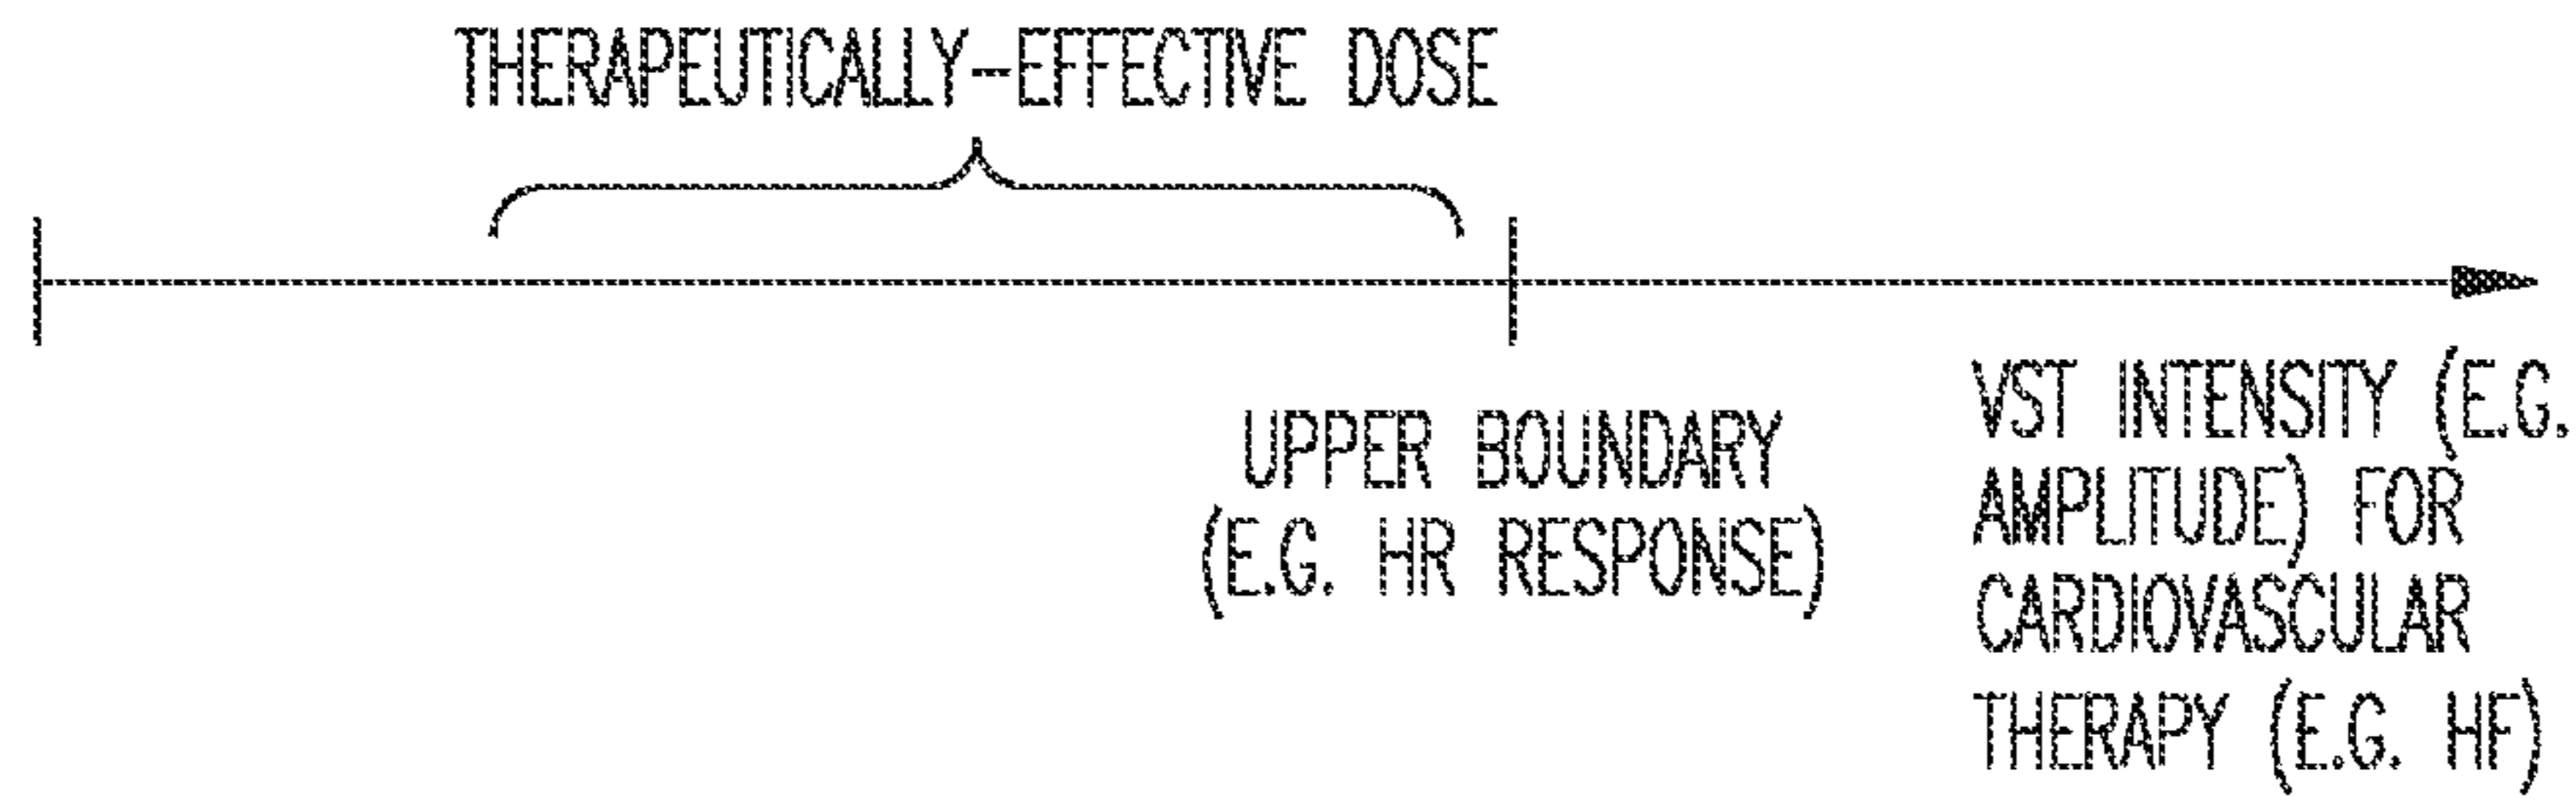 THERAPEUTICALLY-EFFECTIVE DOSE
UPPER BOUNDARY
(E.G. HR RESPONSE)
VST INTENSITY (E.G.
AMPLITUDE) FOR
CARDIOVASCULAR
THERAPY (E.G. HF)